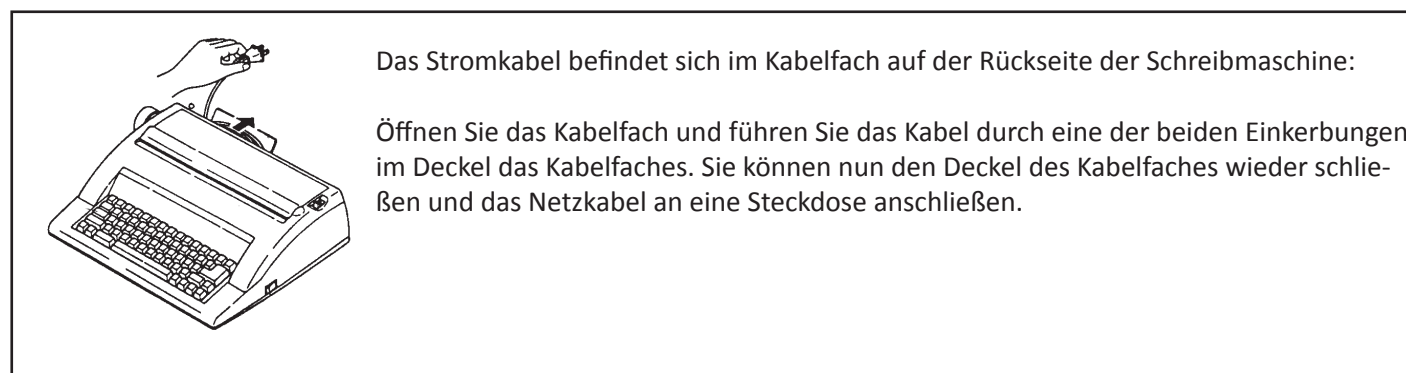 Das Stromkabel befindet sich im Kabelfach auf der Rückseite der Schreibmaschine:
Öffnen Sie das Kabelfach und führen Sie das Kabel durch eine der beiden Einkerbungen
im Deckel das Kabelfaches. Sie können nun den Deckel des Kabelfaches wieder schlie-
ßen und das Netzkabel an eine Steckdose anschließen.